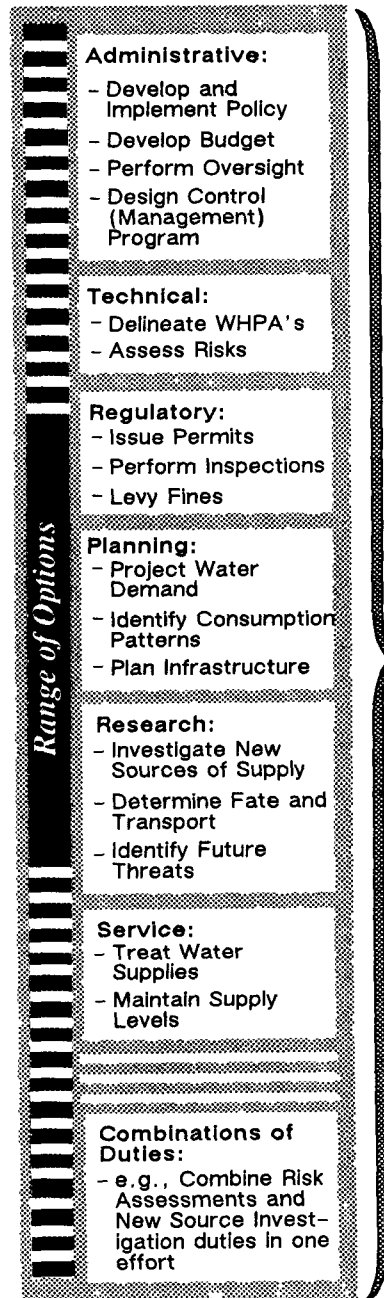 Range of Options
Administrative:
- Develop and
Implement Policy
- Develop Budget
- Perform Oversight
- Design Control
(Management)
Program
Technical:
- Delineate WHPA's
- Assess Risks
Regulatory:
- Issue Permits
- Perform Inspections
- Levy Fines
Planning:
- Project Water
Demand
- Identify Consumption
Patterns
- Plan Infrastructure
Research:
- Investigate New
Sources of Supply
- Determine Fate and
Transport
- Identify Future
Threats
Service:
- Treat Water
Supplies
- Maintain Supply
Levels
Combinations of
Duties:
- e.g., Combine Risk
Assessments and
New Source Invest-
igation duties in one
effort